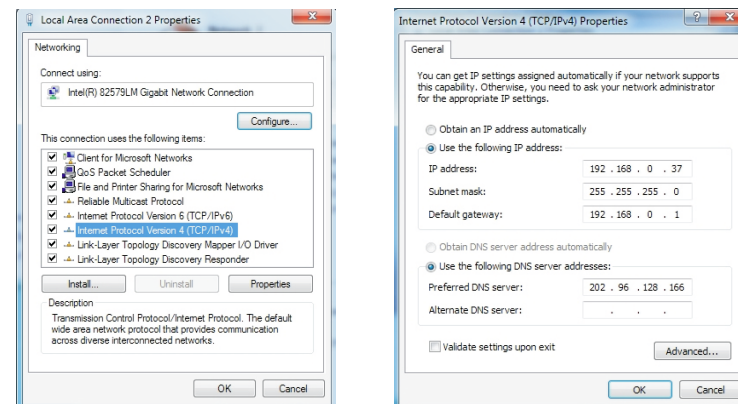 Local Area Connection 2 Properties
Networking
Connect using:
Intel(R) 82579LM Gigabit Network Connection
Configure...
This connection uses the following items:
Client for Microsoft Networks
QoS Packet Scheduler
File and Printer Sharing for Microsoft Networks
Reliable Multicast Protocol
Internet Protocol Version 6 (TCP/IPv6)
Internet Protocol Version 4 (TCP/IPv4)
Link-Layer Topology Discovery Mapper I/O Driver
Link-Layer Topology Discovery Responder
Install... Uninstall Properties
Description
Transmission Control Protocol/Internet Protocol. The default
wide area network protocol that provides communication
across diverse interconnected networks.
OK Cancel
Internet Protocol Version 4 (TCP/IPv4) Properties
General
You can get IP settings assigned automatically if your network supports
this capability. Otherwise, you need to ask your network administrator
for the appropriate IP settings.
Obtain an IP address automatically
Use the following IP address:
IP address: 192 . 168 . 0 . 37
Subnet mask: 255 . 255 . 255 . 0
Default gateway: 192 . 168 . 0 . 1
Obtain DNS server address automatically
Use the following DNS server addresses:
Preferred DNS server: 202 . 96 . 128 . 166
Alternate DNS server: . . .
Validate settings upon exit
Advanced...
OK Cancel